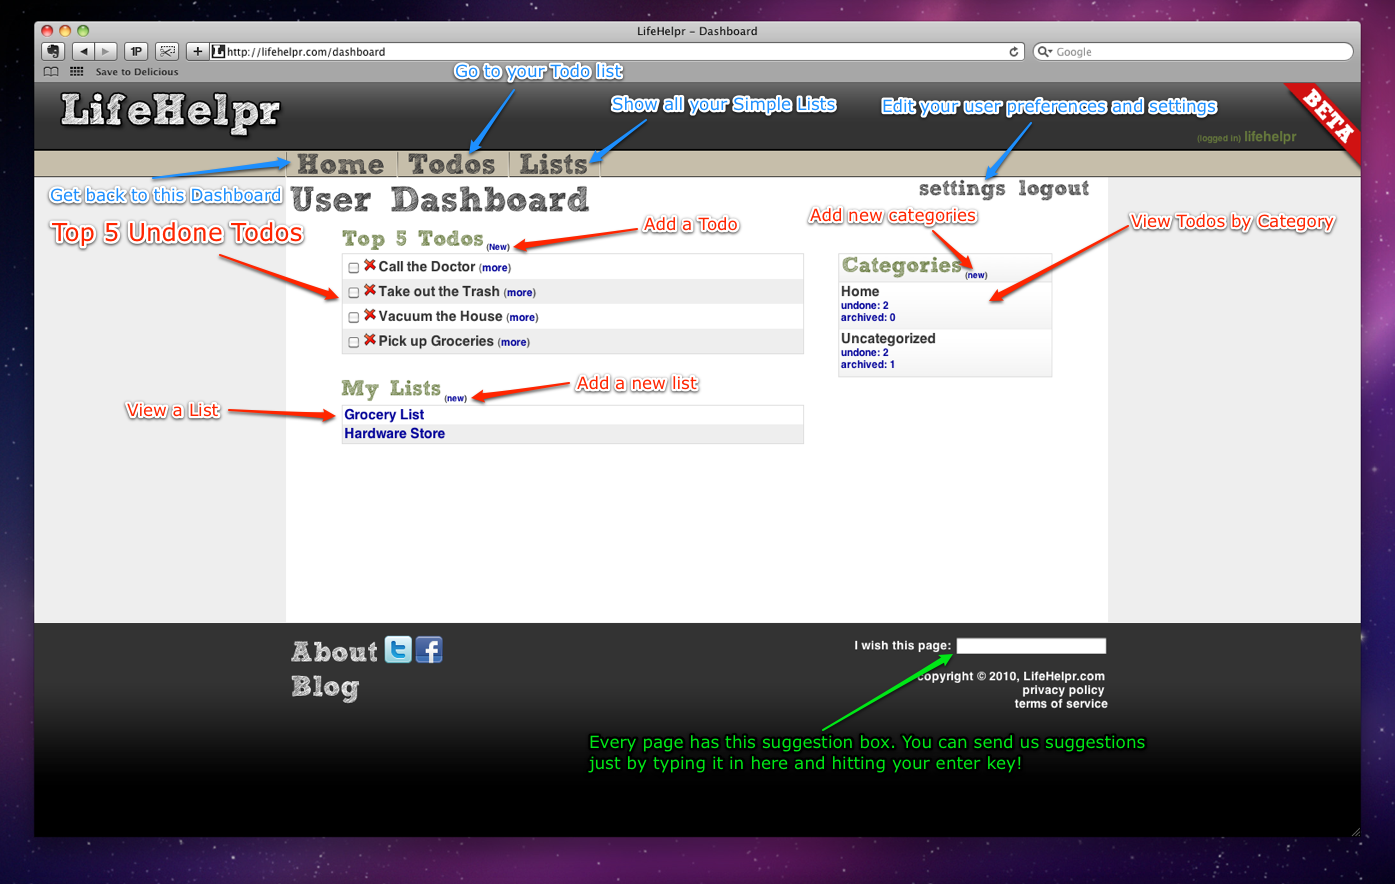 LifeHelpr – Dashboard
1P
http://lifehelpr.com/dashboard
Google
Save to Delicious
Go to your Todo list
Show all your Simple Lists
Edit your user preferences and settings
LifeHelpr
BETA
(logged in) lifehelpr
Home Todos Lists
Get back to this Dashboard
User Dashboard
settings logout
Top 5 Undone Todos
Add a Todo
Add new categories
View Todos by Category
Top 5 Todos (New)
Call the Doctor (more)
Take out the Trash (more)
Vacuum the House (more)
Pick up Groceries (more)
Categories (new)
Home
undone: 2
archived: 0
Uncategorized
undone: 2
archived: 1
My Lists (new)
Add a new list
View a List
Grocery List
Hardware Store
About
Blog
I wish this page:
copyright © 2010, LifeHelpr.com
privacy policy
terms of service
Every page has this suggestion box. You can send us suggestions
just by typing it in here and hitting your enter key!